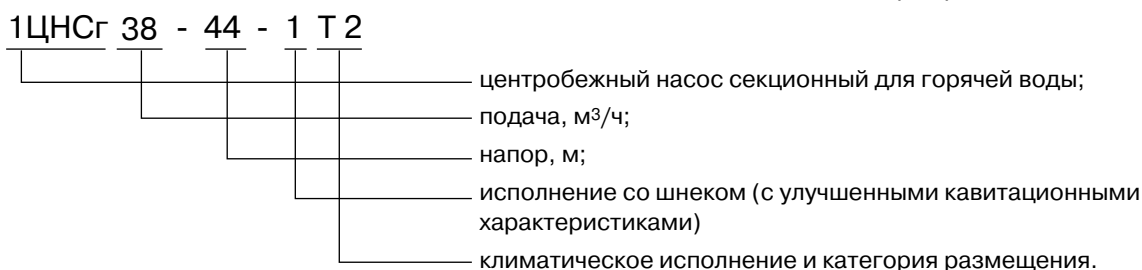 1ЦНСг 38 - 44 - 1 Т 2
центробежный насос секционный для горячей воды;
подача, м³/ч;
напор, м;
исполнение со шнеком (с улучшенными кавитационными
характеристиками)
климатическое исполнение и категория размещения.